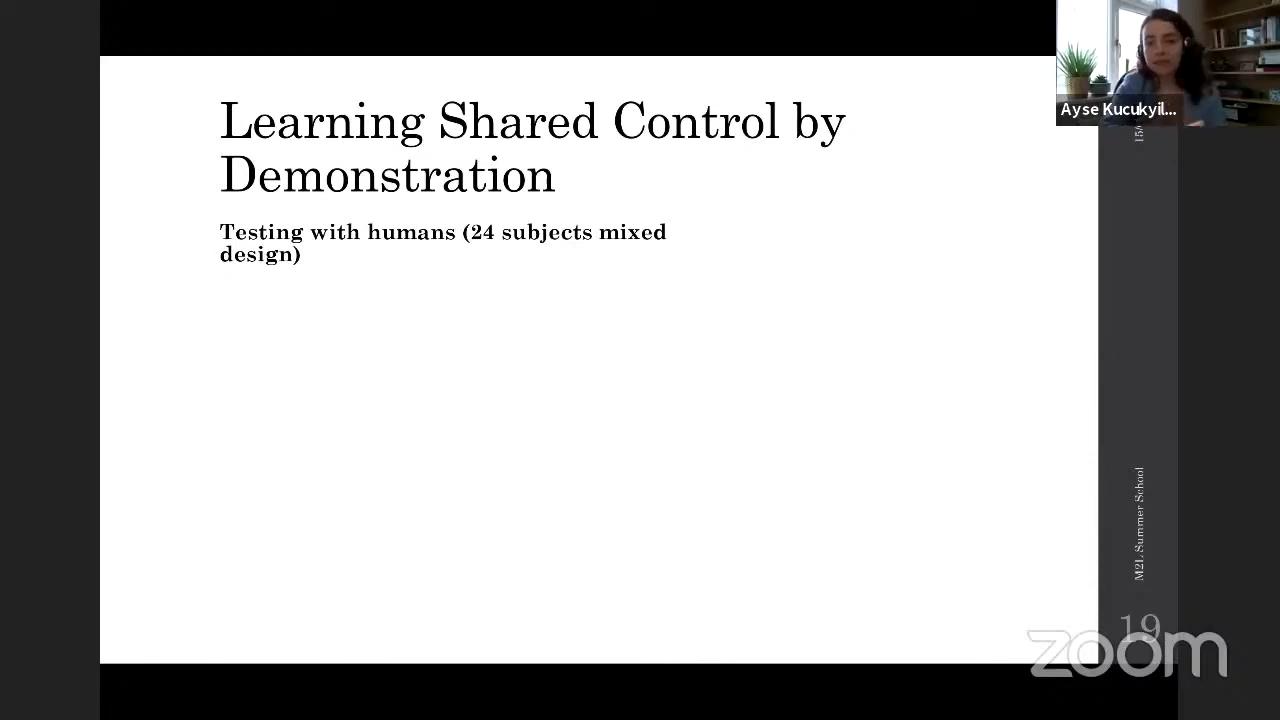 Learning Shared Control by
Demonstration
Testing with humans (24 subjects mixed
design)
Ayse Kucukyil...
15/
M2L Summer School
19
zoom